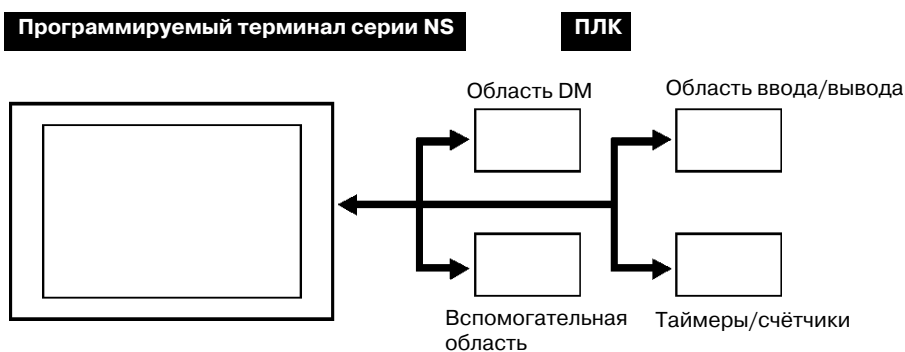 Программируемый терминал серии NS
ПЛК
Область DM
Область ввода/вывода
Вспомогательная
область
Таймеры/счётчики